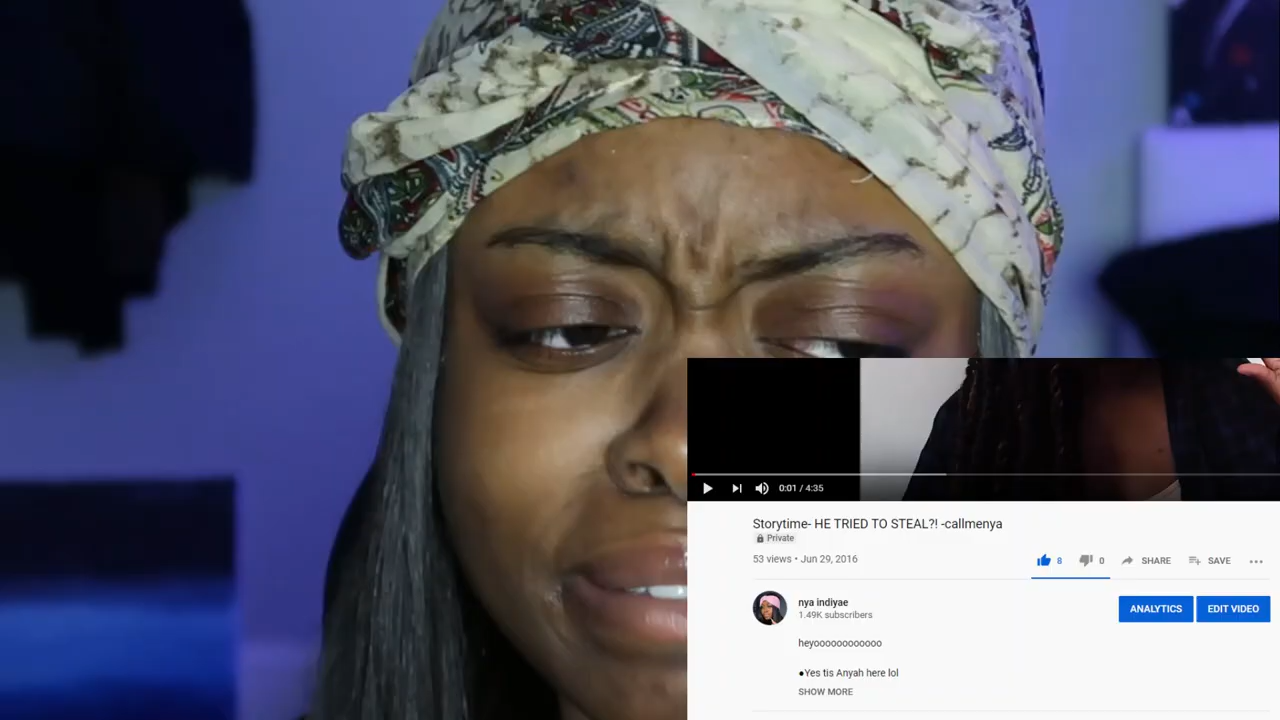 0:01 / 4:35
Storytime- HE TRIED TO STEAL?! -callmenya
Private
53 views • Jun 29, 2016
8
0
SHARE
SAVE
nya indiyae
1.49K subscribers
ANALYTICS
EDIT VIDEO
heyoooooooooooo
●Yes tis Anyah here lol
SHOW MORE